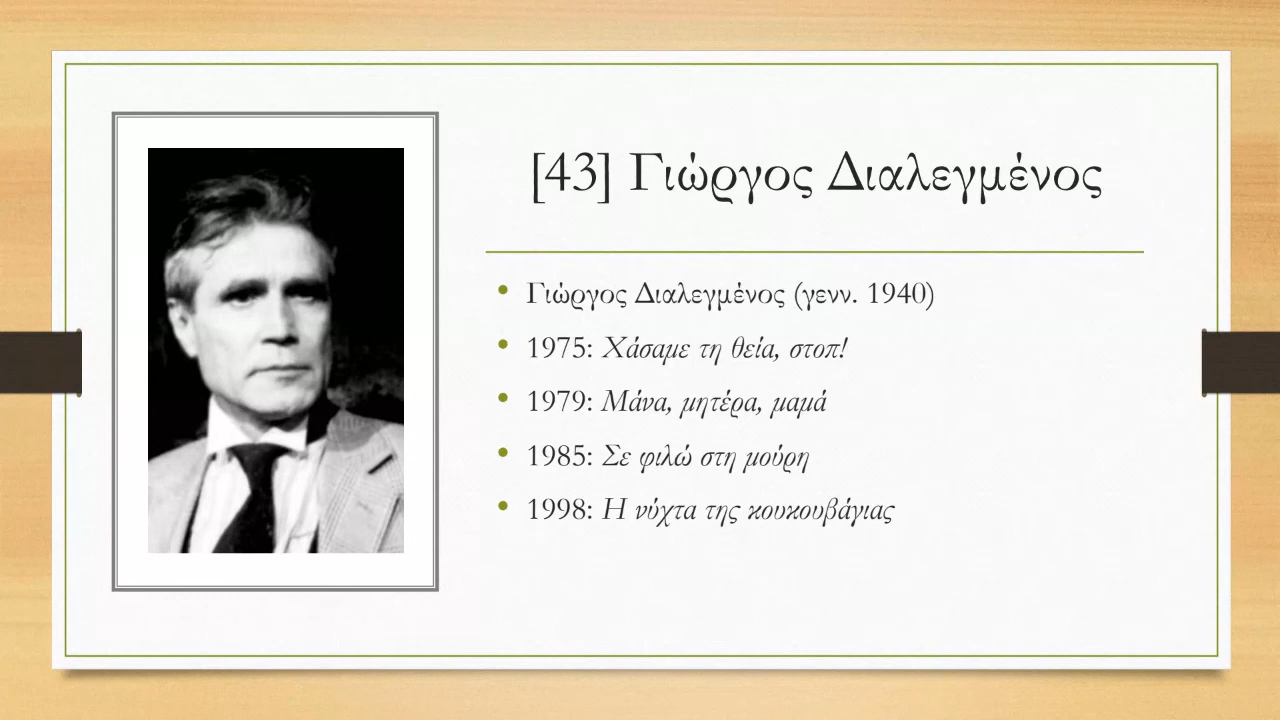 [43] Γιώργος Διαλεγμένος
• Γιώργος Διαλεγμένος (γενν. 1940)
• 1975: Χάσαμε τη θεία, στοπ!
• 1979: Μάνα, μητέρα, μαμά
• 1985: Σε φιλώ στη μούρη
• 1998: Η νύχτα της κουκουβάγιας